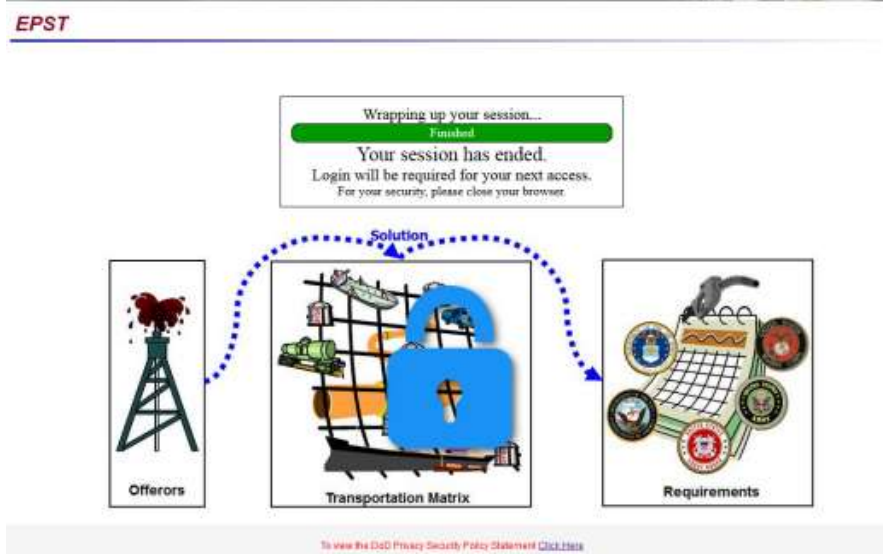 EPST
Wrapping up your session...
Finished
Your session has ended.
Login will be required for your next access.
For your security, please close your browser.
Solution
Offerors
Transportation Matrix
Requirements
To view the DoD Privacy Security Policy Statement Click Here